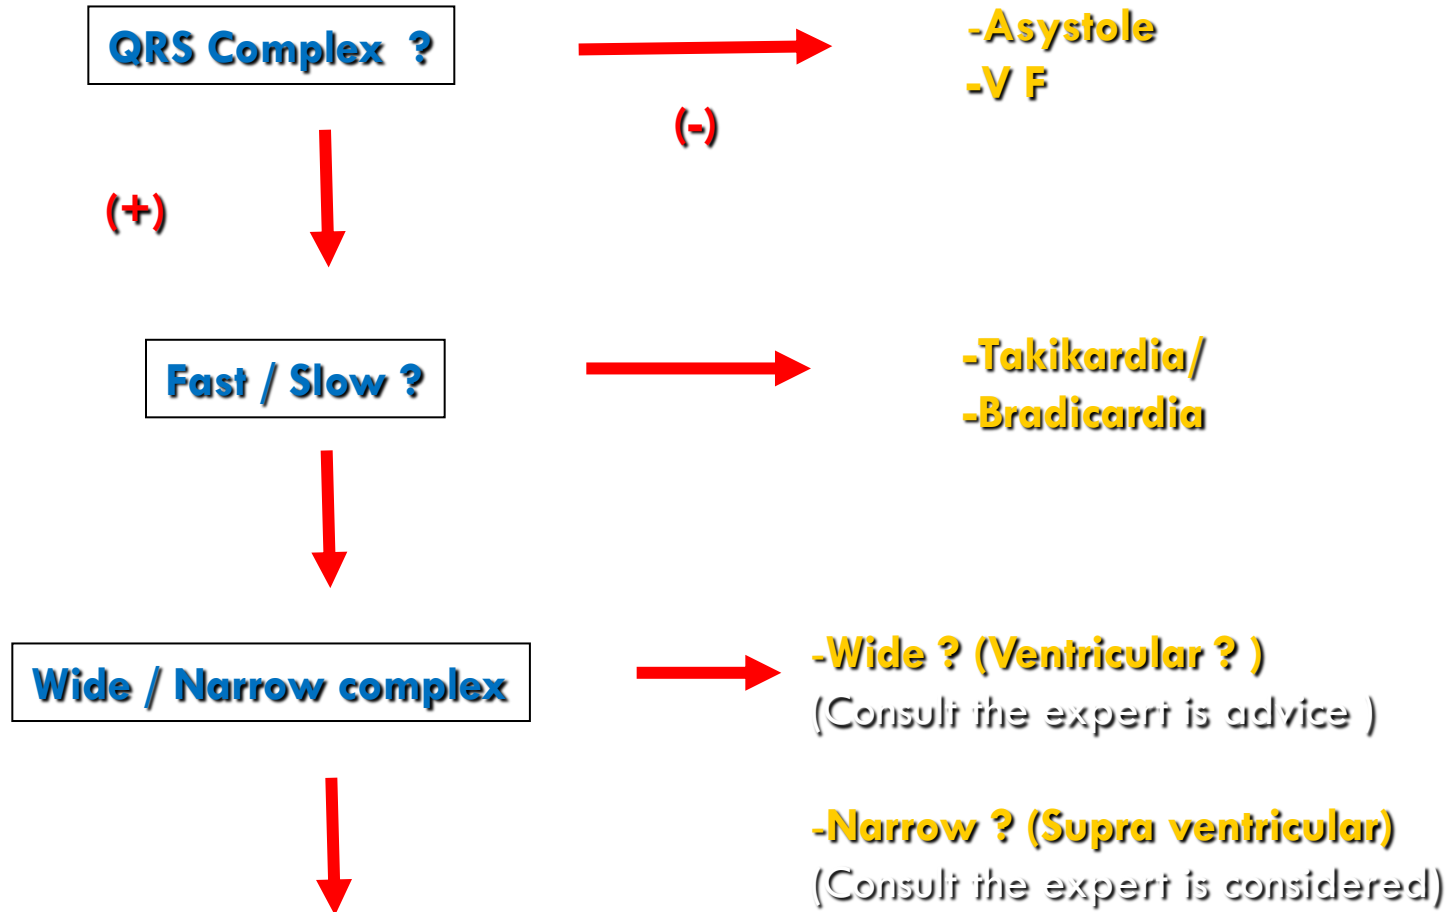 QRS Complex ?
-Asystole
-V F
(-)
(+)
Fast / Slow ?
-Takikardia/
-Bradicardia
Wide / Narrow complex
-Wide ? (Ventricular ? )
(Consult the expert is advice )
-Narrow ? (Supra ventricular)
(Consult the expert is considered)